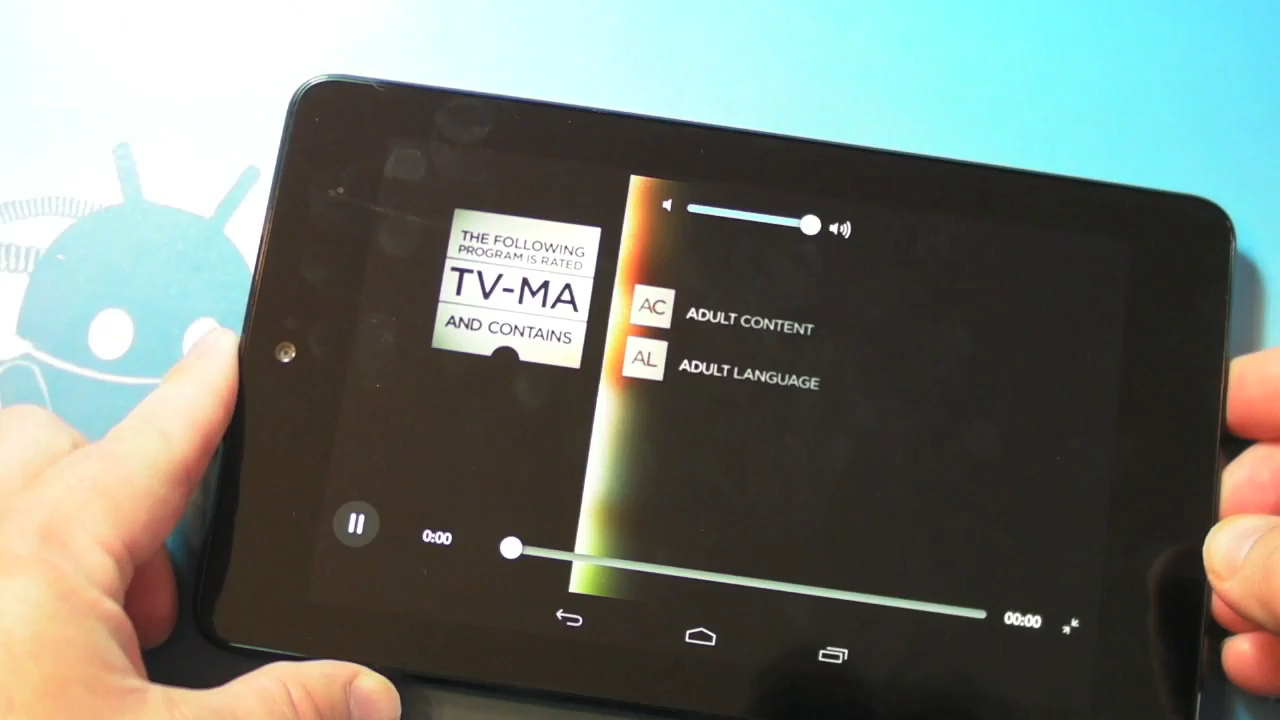 THE FOLLOWING
PROGRAM IS RATED
TV-MA
AND CONTAINS
AC ADULT CONTENT
AL ADULT LANGUAGE
0:00
00:00